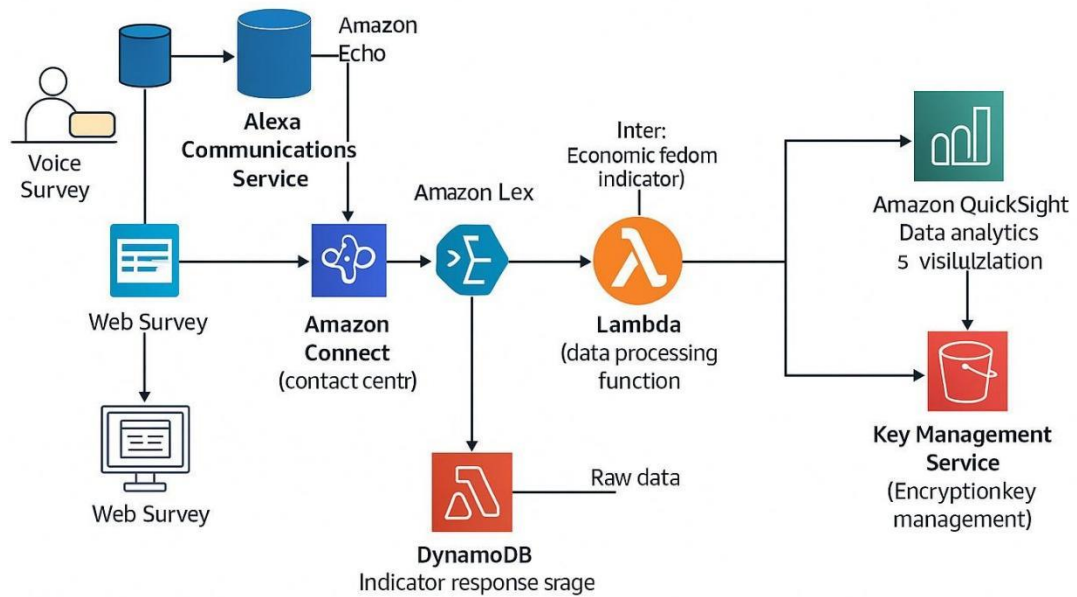 Amazon
Echo
Voice
Survey
Alexa
Communications
Service
Inter:
Economic fedom
indicator)
Amazon Lex
Amazon QuickSight
Data analytics
5 visilulzlation
Web Survey
Amazon
Connect
(contact centr)
Lambda
(data processing
function
Key Management
Service
(Encryptionkey
management)
Web Survey
Raw data
DynamoDB
Indicator response srage